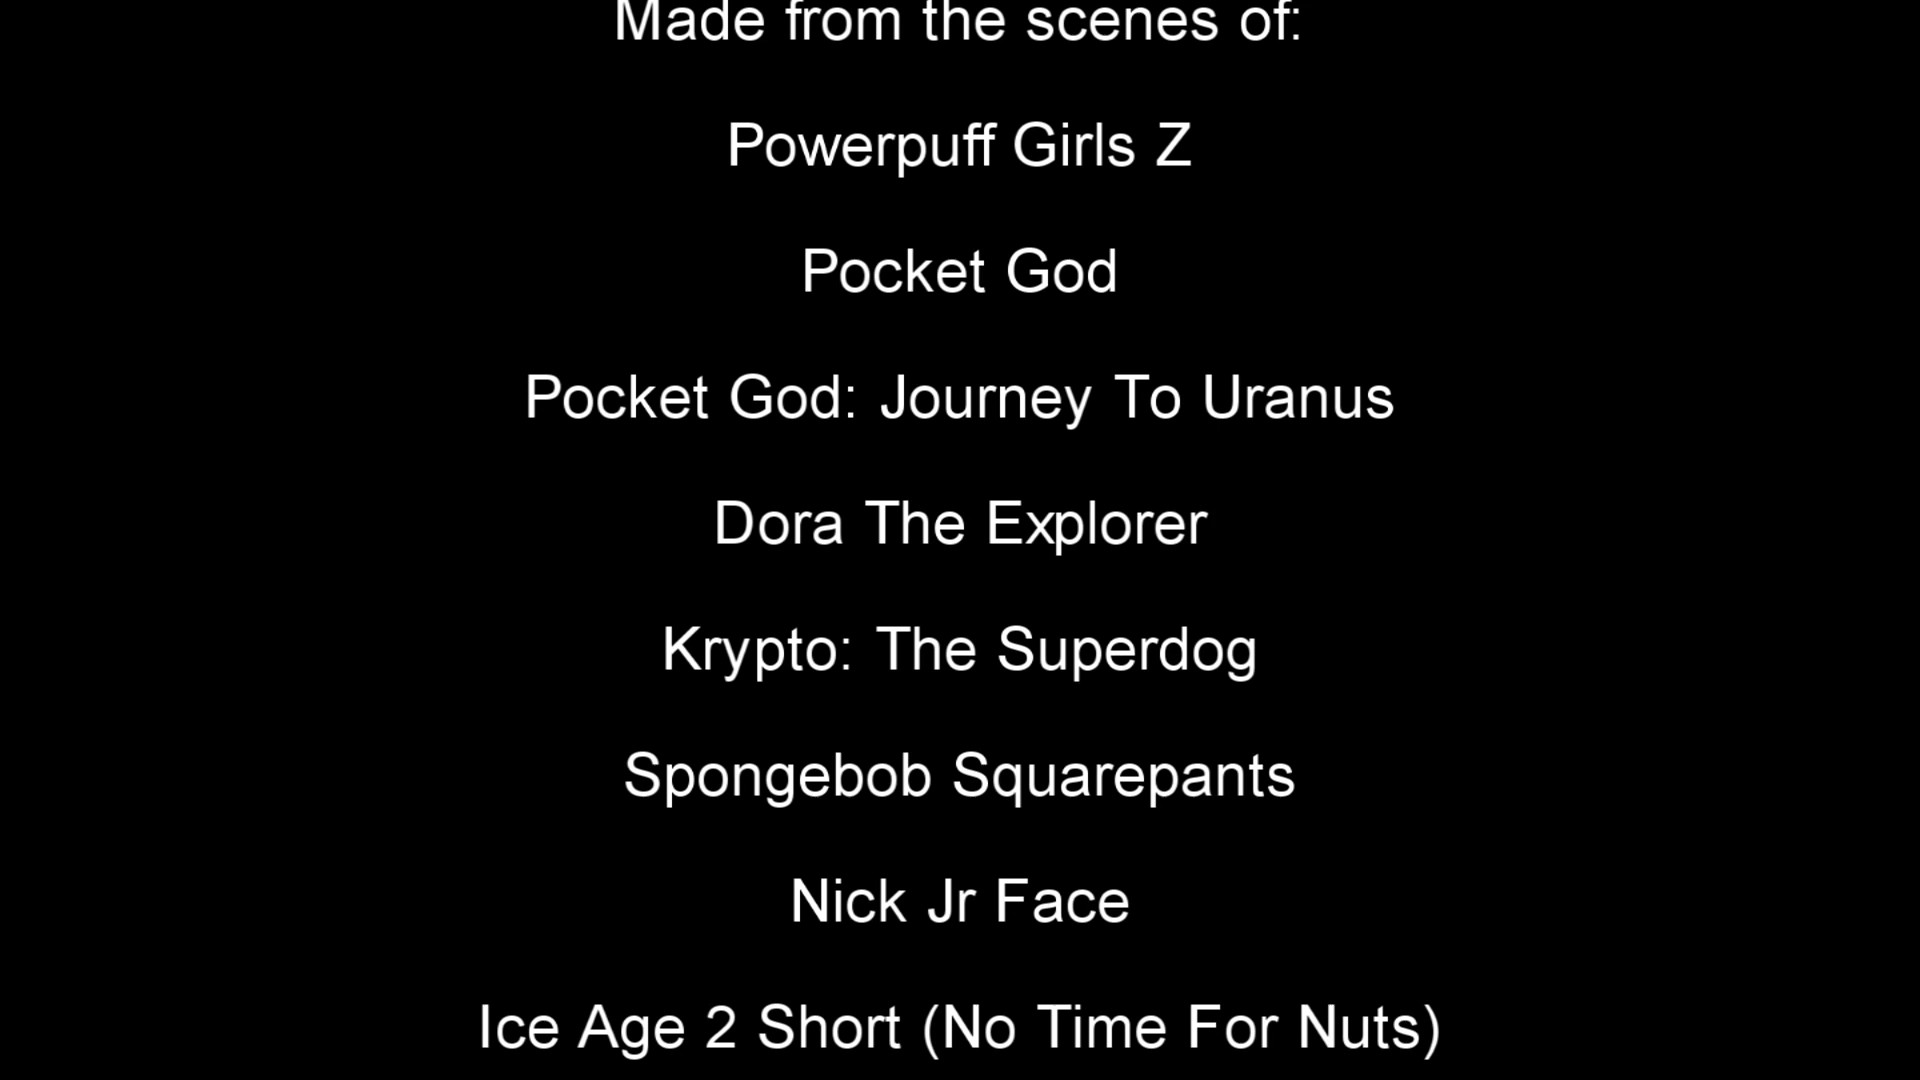 Made from the scenes of:
Powerpuff Girls Z
Pocket God
Pocket God: Journey To Uranus
Dora The Explorer
Krypto: The Superdog
Spongebob Squarepants
Nick Jr Face
Ice Age 2 Short (No Time For Nuts)